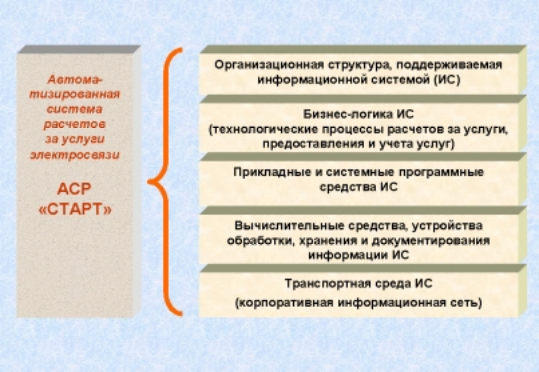 Автома-
тизированная
система
расчетов
за услуги
электросвязи
АСР
«СТАРТ»
Организационная структура, поддерживаемая
информационной системой (ИС)
Бизнес-логика ИС
(технологические процессы расчетов за услуги,
предоставления и учета услуг)
Прикладные и системные программные
средства ИС
Вычислительные средства, устройства
обработки, хранения и документирования
информации ИС
Транспортная среда ИС
(корпоративная информационная сеть)